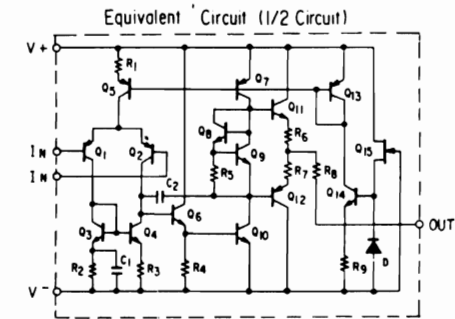 Equivalent ' Circuit (1/2 Circuit)
V+
R1
Q5
Q7
Q13
Q11
Q8
R6
IN
Q1
Q2
Q9
Q15
IN
C2
R5
R7
R8
Q14
Q6
Q12
OUT
Q3
Q4
Q10
D
R2
C1
R3
R4
R9
V-